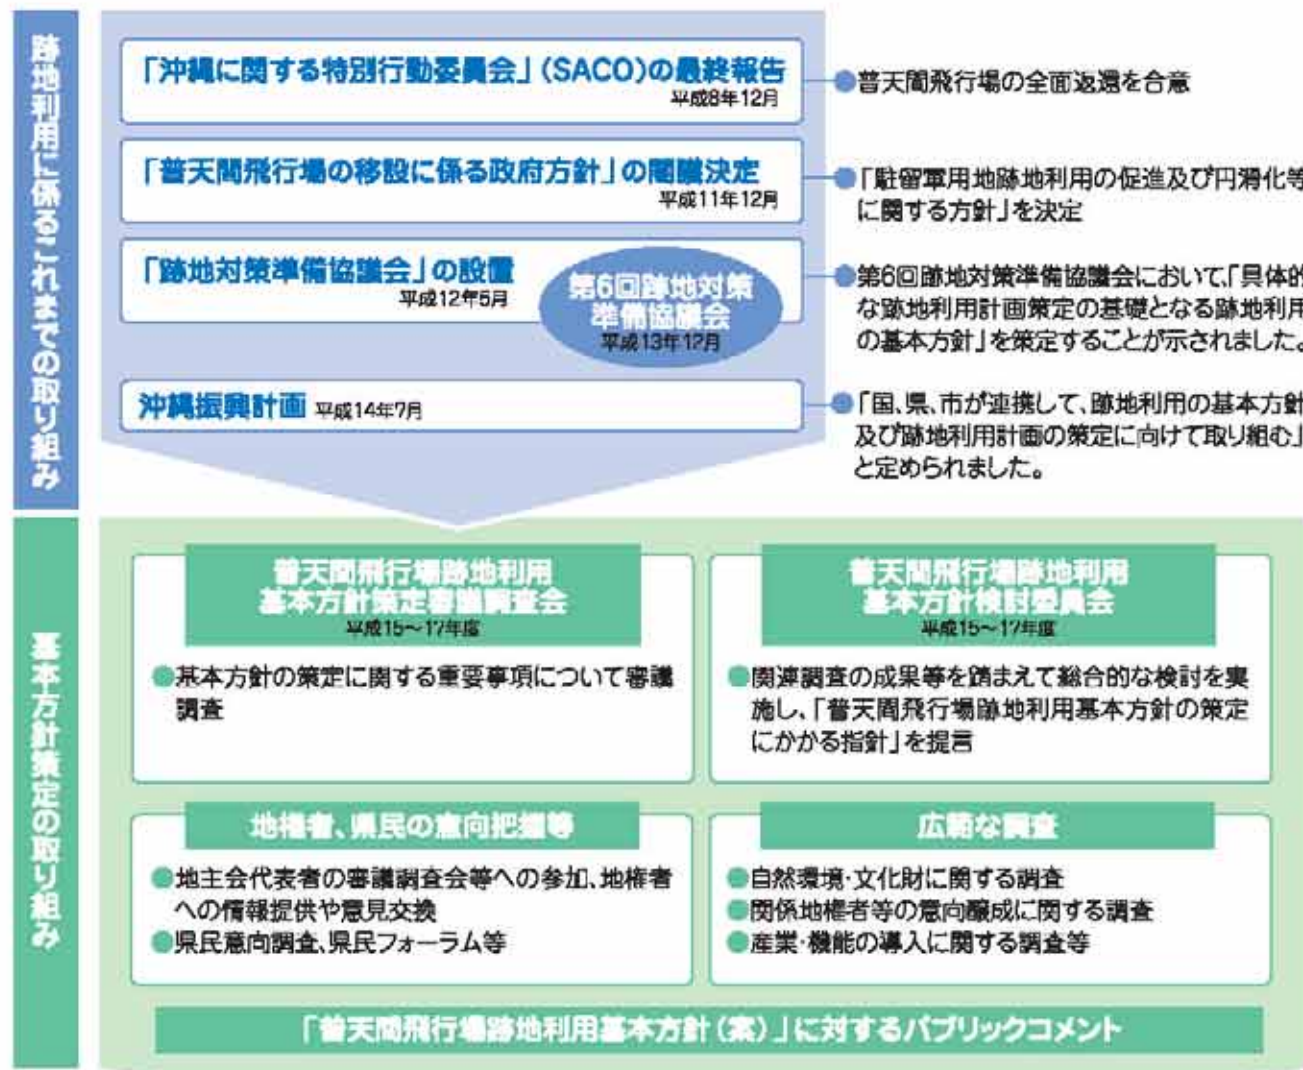 跡地利用に係るこれまでの取り組み
「沖縄に関する特別行動委員会」(SACO)の最終報告
平成8年12月
●普天間飛行場の全面返還を合意
「普天間飛行場の移設に係る政府方針」の閣議決定
平成11年12月
●「駐留軍用地跡地利用の促進及び円滑化等
に関する方針」を決定
「跡地対策準備協議会」の設置
平成12年5月
第6回跡地対策
準備協議会
平成13年12月
●第6回跡地対策準備協議会において、「具体的
な跡地利用計画策定の基礎となる跡地利用
の基本方針」を策定することが示されました。
沖縄振興計画 平成14年7月
●「国、県、市が連携して、跡地利用の基本方針
及び跡地利用計画の策定に向けて取り組む」
と定められました。
基本方針策定の取り組み
普天間飛行場跡地利用
基本方針策定審議調査会
平成15～17年度
●基本方針の策定に関する重要事項について審議
調査
普天間飛行場跡地利用
基本方針検討委員会
平成15～17年度
●関連調査の成果等を踏まえて総合的な検討を実
施し、「普天間飛行場跡地利用基本方針の策定
にかかる指針」を提言
地権者、県民の意向把握等
●地主会代表者の審議調査会等への参加、地権者
への情報提供や意見交換
●県民意向調査、県民フォーラム等
広範な調査
●自然環境・文化財に関する調査
●関係地権者等の意向醸成に関する調査
●産業・機能の導入に関する調査等
「普天間飛行場跡地利用基本方針（案）」に対するパブリックコメント